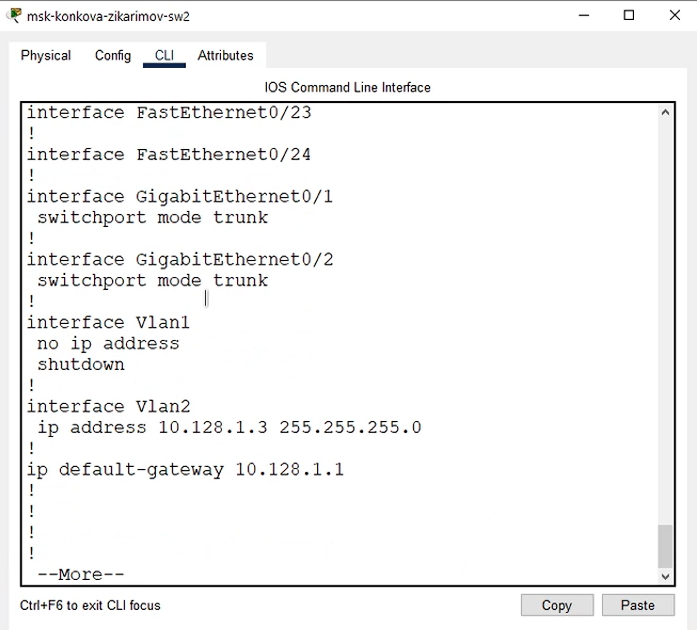 msk-konkova-zikarimov-sw2
Physical Config CLI Attributes
IOS Command Line Interface
interface FastEthernet0/23
!
interface FastEthernet0/24
!
interface GigabitEthernet0/1
 switchport mode trunk
!
interface GigabitEthernet0/2
 switchport mode trunk
!
interface Vlan1
 no ip address
 shutdown
!
interface Vlan2
 ip address 10.128.1.3 255.255.255.0
!
ip default-gateway 10.128.1.1
!
!
!
!
 --More--
Ctrl+F6 to exit CLI focus Copy Paste